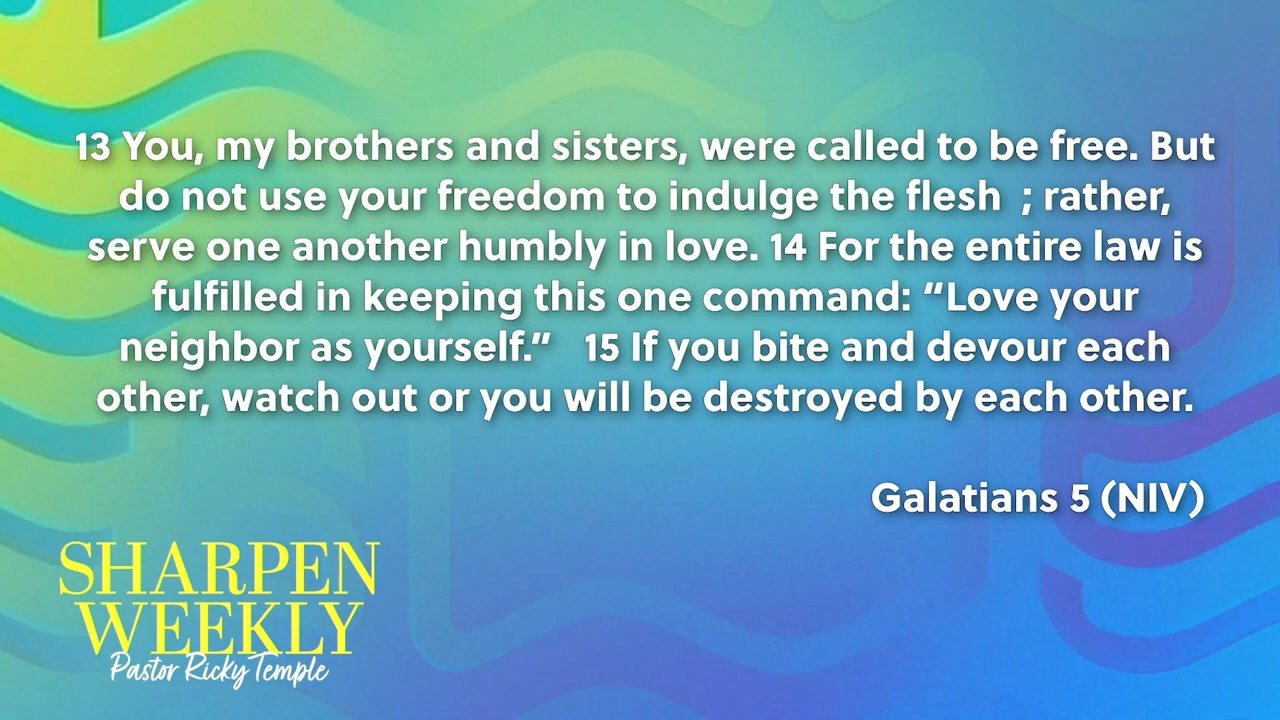 13 You, my brothers and sisters, were called to be free. But
do not use your freedom to indulge the flesh  ; rather,
serve one another humbly in love. 14 For the entire law is
fulfilled in keeping this one command: “Love your
neighbor as yourself.”   15 If you bite and devour each
other, watch out or you will be destroyed by each other.
Galatians 5 (NIV)
SHARPEN
WEEKLY
Pastor Ricky Temple